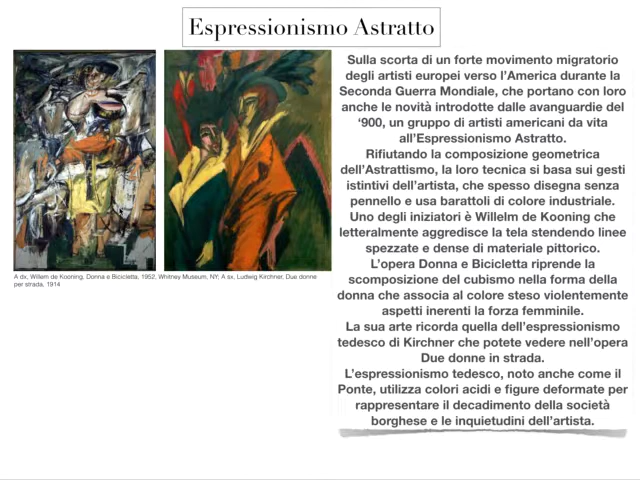 Espressionismo Astratto
A dx, Willem de Kooning, Donna e Bicicletta, 1952, Whitney Museum, NY; A sx, Ludwig Kirchner, Due donne
per strada, 1914
Sulla scorta di un forte movimento migratorio
degli artisti europei verso l'America durante la
Seconda Guerra Mondiale, che portano con loro
anche le novità introdotte dalle avanguardie del
'900, un gruppo di artisti americani da vita
all'Espressionismo Astratto.
Rifiutando la composizione geometrica
dell'Astrattismo, la loro tecnica si basa sui gesti
istintivi dell'artista, che spesso disegna senza
pennello e usa barattoli di colore industriale.
Uno degli iniziatori è Willelm de Kooning che
letteralmente aggredisce la tela stendendo linee
spezzate e dense di materiale pittorico.
L'opera Donna e Bicicletta riprende la
scomposizione del cubismo nella forma della
donna che associa al colore steso violentemente
aspetti inerenti la forza femminile.
La sua arte ricorda quella dell'espressionismo
tedesco di Kirchner che potete vedere nell'opera
Due donne in strada.
L'espressionismo tedesco, noto anche come il
Ponte, utilizza colori acidi e figure deformate per
rappresentare il decadimento della società
borghese e le inquietudini dell'artista.